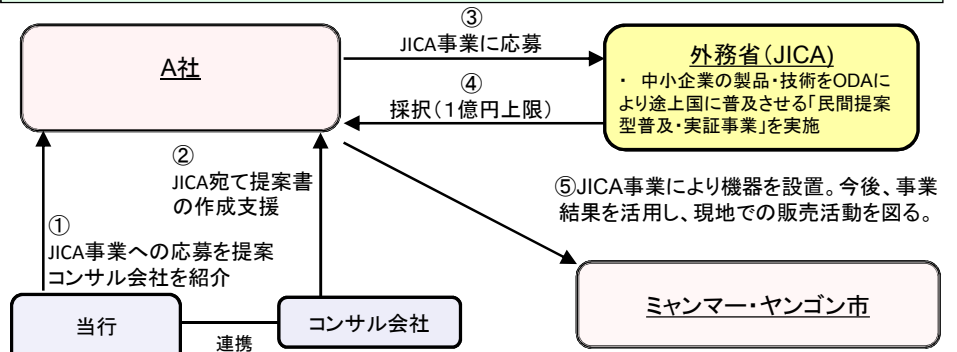 ③
JICA事業に応募
A社
外務省（JICA)
・ 中小企業の製品・技術をODAに
より途上国に普及させる「民間提案
型普及・実証事業」を実施
④
採択（１億円上限）
②
JICA宛て提案書
の作成支援
⑤JICA事業により機器を設置。今後、事業
結果を活用し、現地での販売活動を図る。
①
JICA事業への応募を提案
コンサル会社を紹介
当行
連携
コンサル会社
ミャンマー・ヤンゴン市